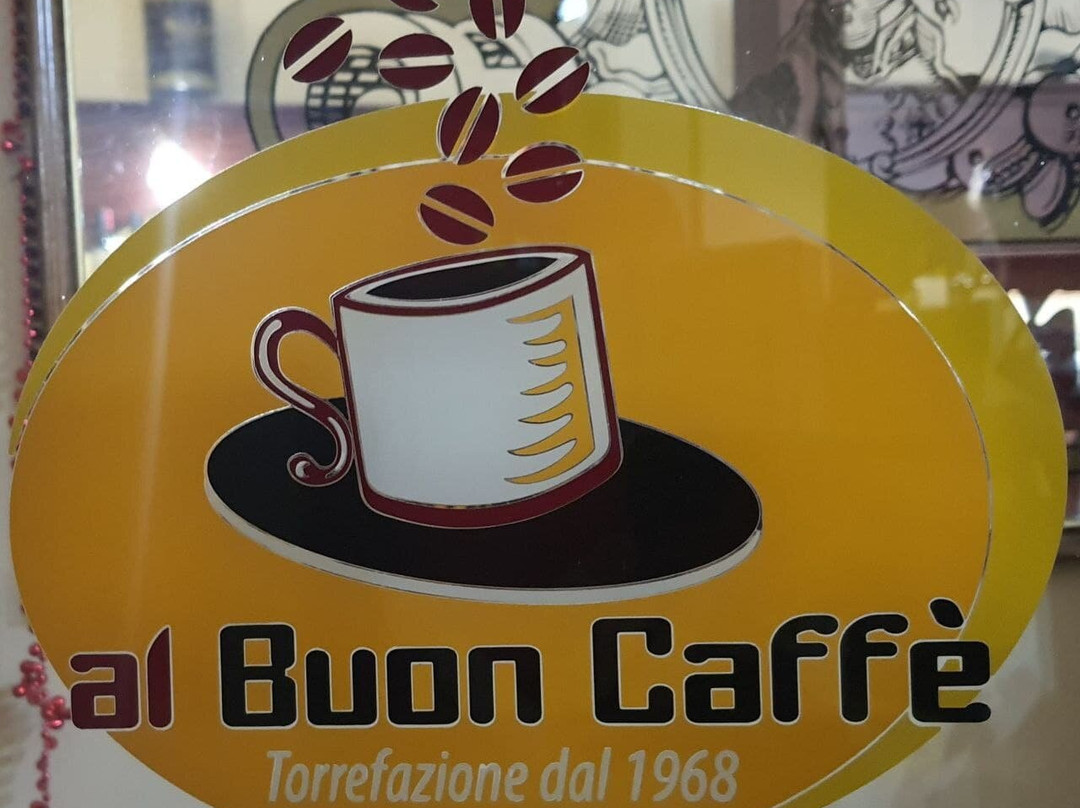 al Buon Caffè
Torrefazione dal 1968